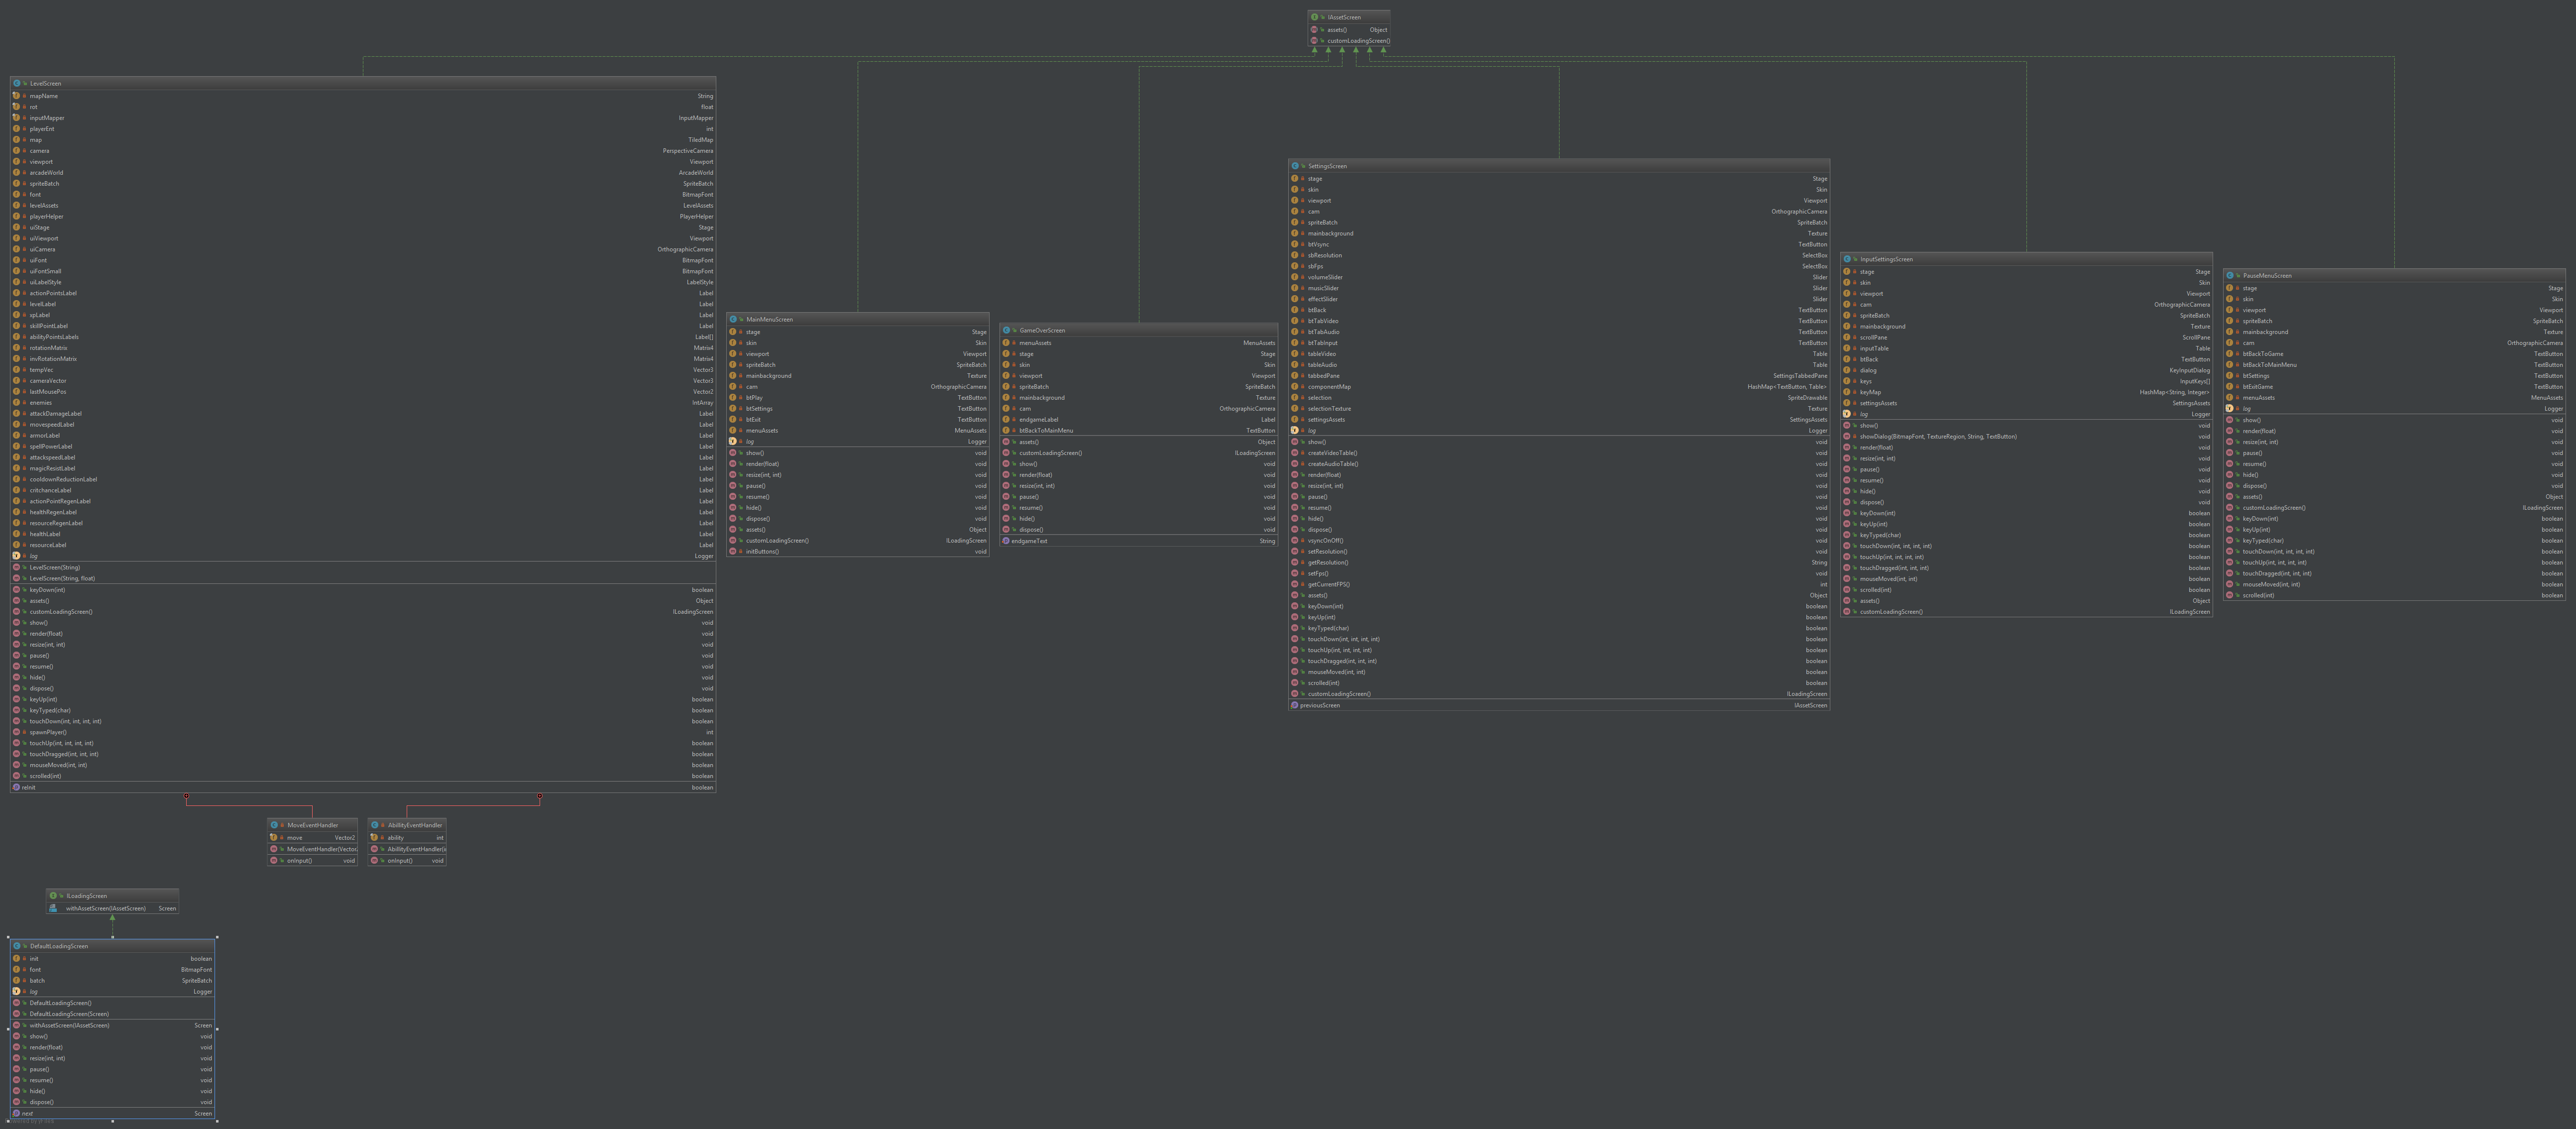 IAssetScreen
assets() Object
customLoadingScreen()
LevelScreen
mapName String
rot float
inputMapper InputMapper
playerEnt int
map TiledMap
camera PerspectiveCamera
viewport Viewport
arcadeWorld ArcadeWorld
spriteBatch SpriteBatch
font BitmapFont
levelAssets LevelAssets
playerHelper PlayerHelper
uiStage Stage
uiViewport Viewport
uiCamera OrthographicCamera
uiFont BitmapFont
uiFontSmall BitmapFont
uiLabelStyle LabelStyle
actionPointsLabel Label
levelLabel Label
spLabel Label
skillPointLabel Label
abilityPointsLabels Label[]
rotationMatrix Matrix4
invRotationMatrix Matrix4
tempVec Vector3
cameraVector Vector3
lastMousePos Vector2
enemies IntArray
attackDamageLabel Label
movespeedLabel Label
armorLabel Label
spellPowerLabel Label
attackspeedLabel Label
magicResistLabel Label
cooldownReductionLabel Label
critchanceLabel Label
actionPointRegenLabel Label
healthRegenLabel Label
resourceRegenLabel Label
healthLabel Label
resourceLabel Label
log Logger
LevelScreen(String)
LevelScreen(String, float)
keyDown(int) boolean
assets() Object
customLoadingScreen() ILoadingScreen
show() void
render(float) void
resize(int, int) void
pause() void
resume() void
hide() void
dispose() void
keyUp(int) boolean
keyTyped(char) boolean
touchDown(int, int, int, int) boolean
spawnPlayer() int
touchUp(int, int, int, int) boolean
touchDragged(int, int, int) boolean
mouseMoved(int, int) boolean
scrolled(int) boolean
reinit boolean
MainMenuScreen
stage Stage
skin Skin
viewport Viewport
spriteBatch SpriteBatch
mainbackground Texture
cam OrthographicCamera
btPlay TextButton
btSettings TextButton
btExit TextButton
menuAssets MenuAssets
log Logger
show() void
render(float) void
resize(int, int) void
pause() void
resume() void
hide() void
dispose() void
assets() Object
customLoadingScreen() ILoadingScreen
initButtons() void
GameOverScreen
menuAssets MenuAssets
stage Stage
skin Skin
viewport Viewport
spriteBatch SpriteBatch
mainbackground Texture
cam OrthographicCamera
endgameLabel Label
btBackToMainMenu TextButton
assets() Object
customLoadingScreen() ILoadingScreen
show() void
render(float) void
resize(int, int) void
pause() void
resume() void
hide() void
dispose() void
endgameText String
SettingsScreen
stage Stage
skin Skin
viewport Viewport
cam OrthographicCamera
spriteBatch SpriteBatch
mainbackground Texture
btVsync TextButton
sbResolution SelectBox
sbFps SelectBox
volumeSlider Slider
musicSlider Slider
effectSlider Slider
btBack TextButton
btTabVideo TextButton
btTabAudio TextButton
btTabInput TextButton
tableVideo Table
tableAudio Table
tabbedPane SettingsTabbedPane
componentMap HashMap<TextButton, Table>
selection SpriteDrawable
selectionTexture Texture
settingsAssets SettingsAssets
log Logger
show() void
createVideoTable() void
createAudioTable() void
render(float) void
resize(int, int) void
pause() void
resume() void
hide() void
dispose() void
vsyncOnOff() void
setResolution() void
getResolution() String
setFps() void
getCurrentFPS() int
assets() Object
keyDown(int) boolean
keyUp(int) boolean
keyTyped(char) boolean
touchDown(int, int, int, int) boolean
touchUp(int, int, int, int) boolean
touchDragged(int, int, int) boolean
mouseMoved(int, int) boolean
scrolled(int) boolean
customLoadingScreen() ILoadingScreen
previousScreen IAssetScreen
InputSettingsScreen
stage Stage
skin Skin
viewport Viewport
cam OrthographicCamera
spriteBatch SpriteBatch
mainbackground Texture
scrollPane ScrollPane
inputTable Table
btBack TextButton
dialog KeyInputDialog
keys InputKeys[]
keyMap HashMap<String, Integer>
settingsAssets SettingsAssets
log Logger
show() void
showDialog(BitmapFont, TextureRegion, String, TextButton) void
render(float) void
resize(int, int) void
pause() void
resume() void
hide() void
dispose() void
keyDown(int) boolean
keyUp(int) boolean
keyTyped(char) boolean
touchDown(int, int, int, int) boolean
touchUp(int, int, int, int) boolean
touchDragged(int, int, int) boolean
mouseMoved(int, int) boolean
scrolled(int) boolean
assets() Object
customLoadingScreen() ILoadingScreen
PauseMenuScreen
stage Stage
skin Skin
viewport Viewport
spriteBatch SpriteBatch
mainbackground Texture
cam OrthographicCamera
btBackToGame TextButton
btBackToMainMenu TextButton
btSettings TextButton
btExitGame TextButton
menuAssets MenuAssets
log Logger
show() void
render(float) void
resize(int, int) void
pause() void
resume() void
hide() void
dispose() void
assets() Object
customLoadingScreen() ILoadingScreen
keyDown(int) boolean
keyUp(int) boolean
keyTyped(char) boolean
touchDown(int, int, int, int) boolean
touchUp(int, int, int, int) boolean
touchDragged(int, int, int) boolean
mouseMoved(int, int) boolean
scrolled(int) boolean
MoveEventHandler
move Vector2
MoveEventHandler(Vector
onInput() void
AbilityEventHandler
ability int
AbilityEventHandler(i
onInput() void
ILoadingScreen
withAssetScreen(IAssetScreen) Screen
DefaultLoadingScreen
init boolean
font BitmapFont
batch SpriteBatch
log Logger
DefaultLoadingScreen()
DefaultLoadingScreen(Screen)
withAssetScreen(IAssetScreen) Screen
show() void
render(float) void
resize(int, int) void
pause() void
resume() void
hide() void
dispose() void
next Screen